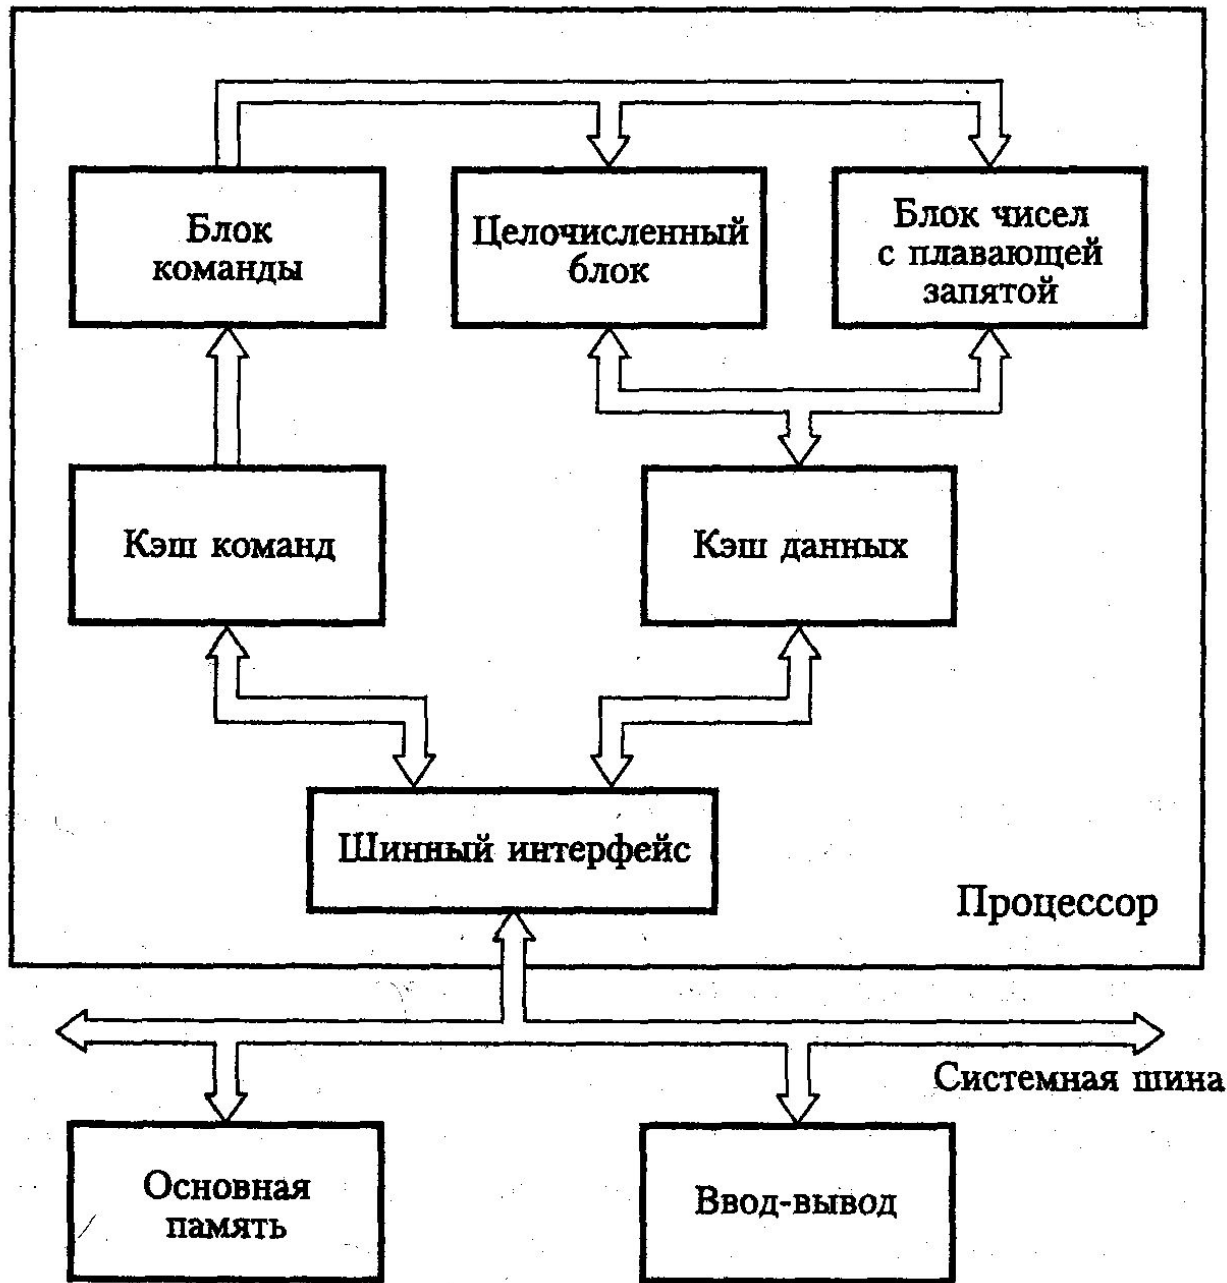 Блок
команды
Целочисленный
блок
Блок чисел
с плавающей
запятой
Кэш команд
Кэш данных
Шинный интерфейс
Процессор
Системная шина
Основная
память
Ввод-вывод